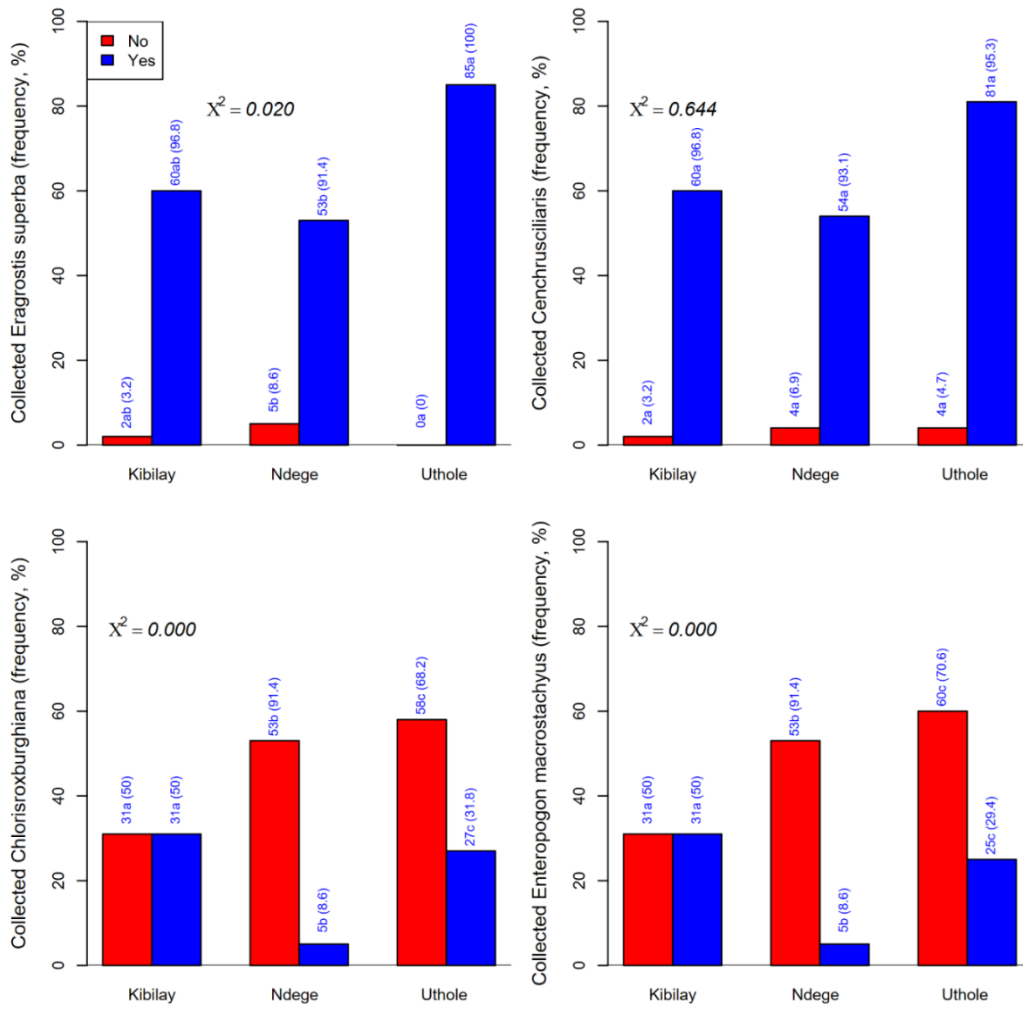 Collected Eragrostis superba (frequency, %)
0 20 40 60 80 100
No
Yes
X² = 0.020
2ab (3.2)
60ab (96.8)
5b (8.6)
53b (91.4)
0a (0)
85a (100)
Kibilay Ndege Uthole
Collected Cenchrusciliaris (frequency, %)
0 20 40 60 80 100
X² = 0.644
2a (3.2)
60a (96.8)
4a (6.9)
54a (93.1)
4a (4.7)
81a (95.3)
Kibilay Ndege Uthole
Collected Chlorisroxburghiana (frequency, %)
0 20 40 60 80 100
X² = 0.000
31a (50)
31a (50)
53b (91.4)
5b (8.6)
58c (68.2)
27c (31.8)
Kibilay Ndege Uthole
Collected Enteropogon macrostachyus (frequency, %)
0 20 40 60 80 100
X² = 0.000
31a (50)
31a (50)
53b (91.4)
5b (8.6)
60c (70.6)
25c (29.4)
Kibilay Ndege Uthole